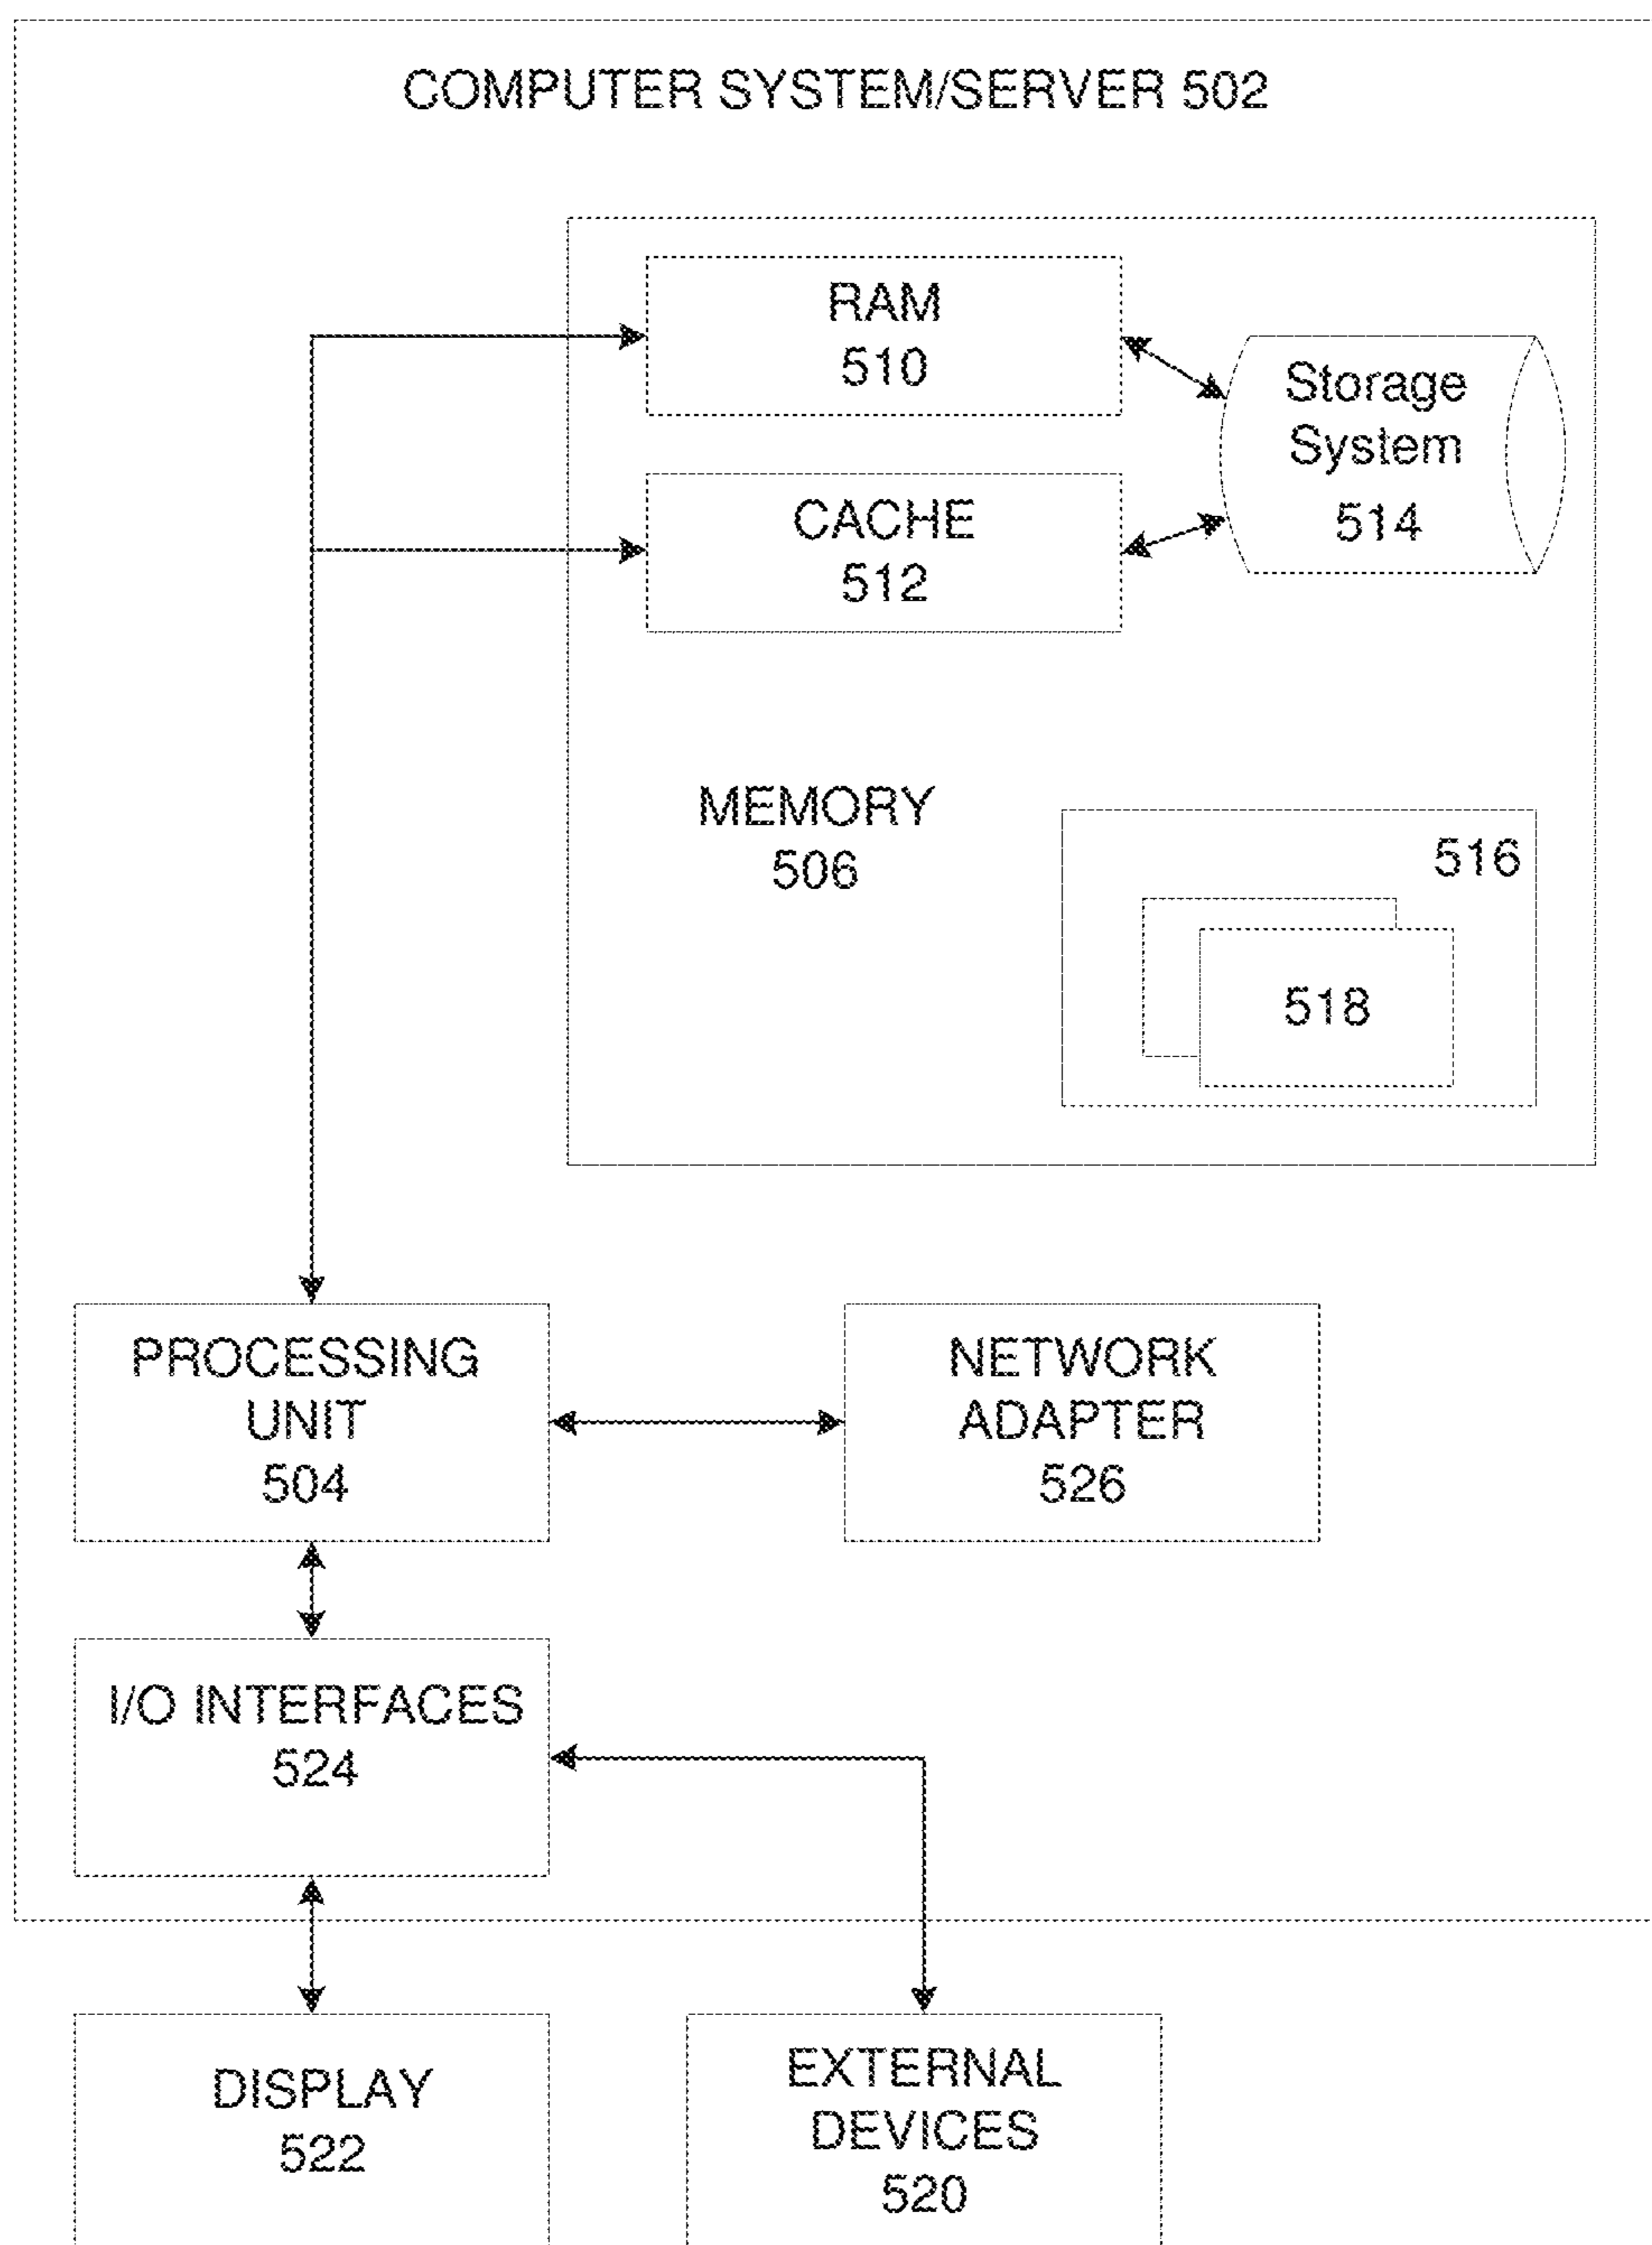 COMPUTER SYSTEM/SERVER 502
RAM
510
Storage
System
514
CACHE
512
MEMORY
506
516
518
PROCESSING
UNIT
504
NETWORK
ADAPTER
526
I/O INTERFACES
524
DISPLAY
522
EXTERNAL
DEVICES
520